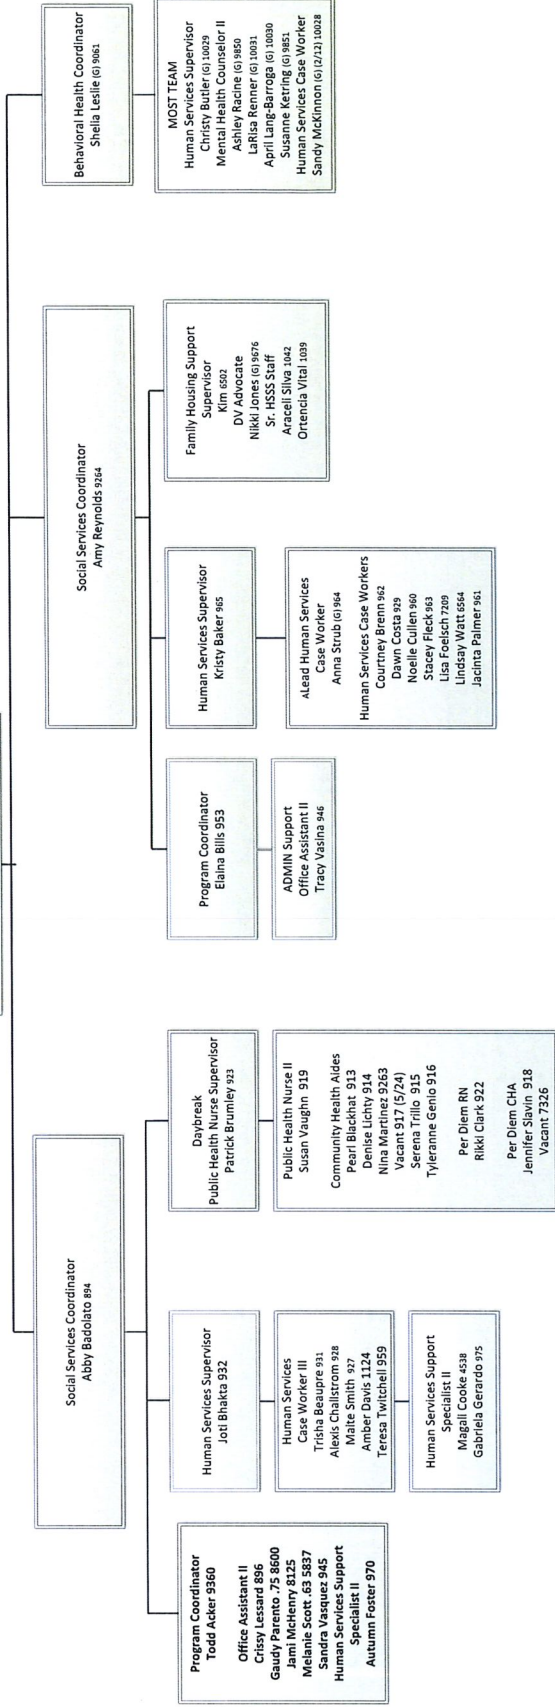 Social Services Coordinator
Abby Badolato 894
Program Coordinator
Todd Acker 9360
Office Assistant II
Crissy Lessard 896
Gaudy Parento .75 8600
Jami McHenry 8125
Melanie Scott .63 5837
Sandra Vasquez 945
Human Services Support
Specialist II
Autumn Foster 970
Human Services Supervisor
Joti Bhakta 932
Human Services
Case Worker III
Trisha Beaupre 931
Alexis Challstrom 928
Maite Smith 927
Amber Davis 1124
Teresa Twitchell 959
Human Services Support
Specialist II
Magali Cooke 4538
Gabriela Gerardo 975
Daybreak
Public Health Nurse Supervisor
Patrick Brumley 923
Public Health Nurse II
Susan Vaughn 919
Community Health Aides
Pearl Blackhat 913
Denise Lichty 914
Nina Martinez 9263
Vacant 917 (5/24)
Serena Trillo 915
Tyleranne Genio 916
Per Diem RN
Rikki Clark 922
Per Diem CHA
Jennifer Slavin 918
Vacant 7326
Social Services Coordinator
Amy Reynolds 9264
Program Coordinator
Elaina Bills 953
ADMIN Support
Office Assistant II
Tracy Vasina 946
Human Services Supervisor
Kristy Baker 965
ALead Human Services
Case Worker
Anna Strub (G) 964
Human Services Case Workers
Courtney Brenn 962
Dawn Costa 929
Noelle Cullen 960
Stacey Fleck 963
Lisa Foelsch 7209
Lindsay Watt 6564
Jacinta Palmer 961
Family Housing Support
Supervisor
Kim 6502
DV Advocate
Nikki Jones (G) 9676
Sr. HSSS Staff
Araceli Silva 1042
Ortencia Vital 1039
Behavioral Health Coordinator
Shelia Leslie (G) 9061
MOST TEAM
Human Services Supervisor
Christy Butler (G) 10029
Mental Health Counselor II
Ashley Racine (G) 9850
LaRisa Renner (G) 10031
April Lang-Barroga (G) 10030
Susanne Ketring (G) 9851
Human Services Case Worker
Sandy McKinnon (G) (2/12) 10028